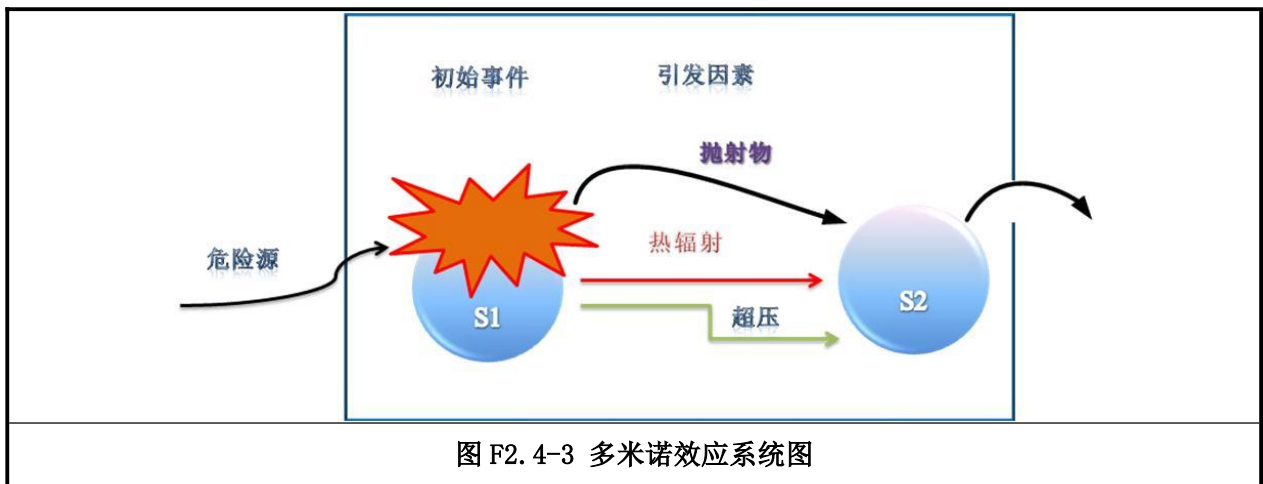 初始事件
引发因素
抛射物
热辐射
危险源
超压
S1
S2
图 F2.4-3 多米诺效应系统图